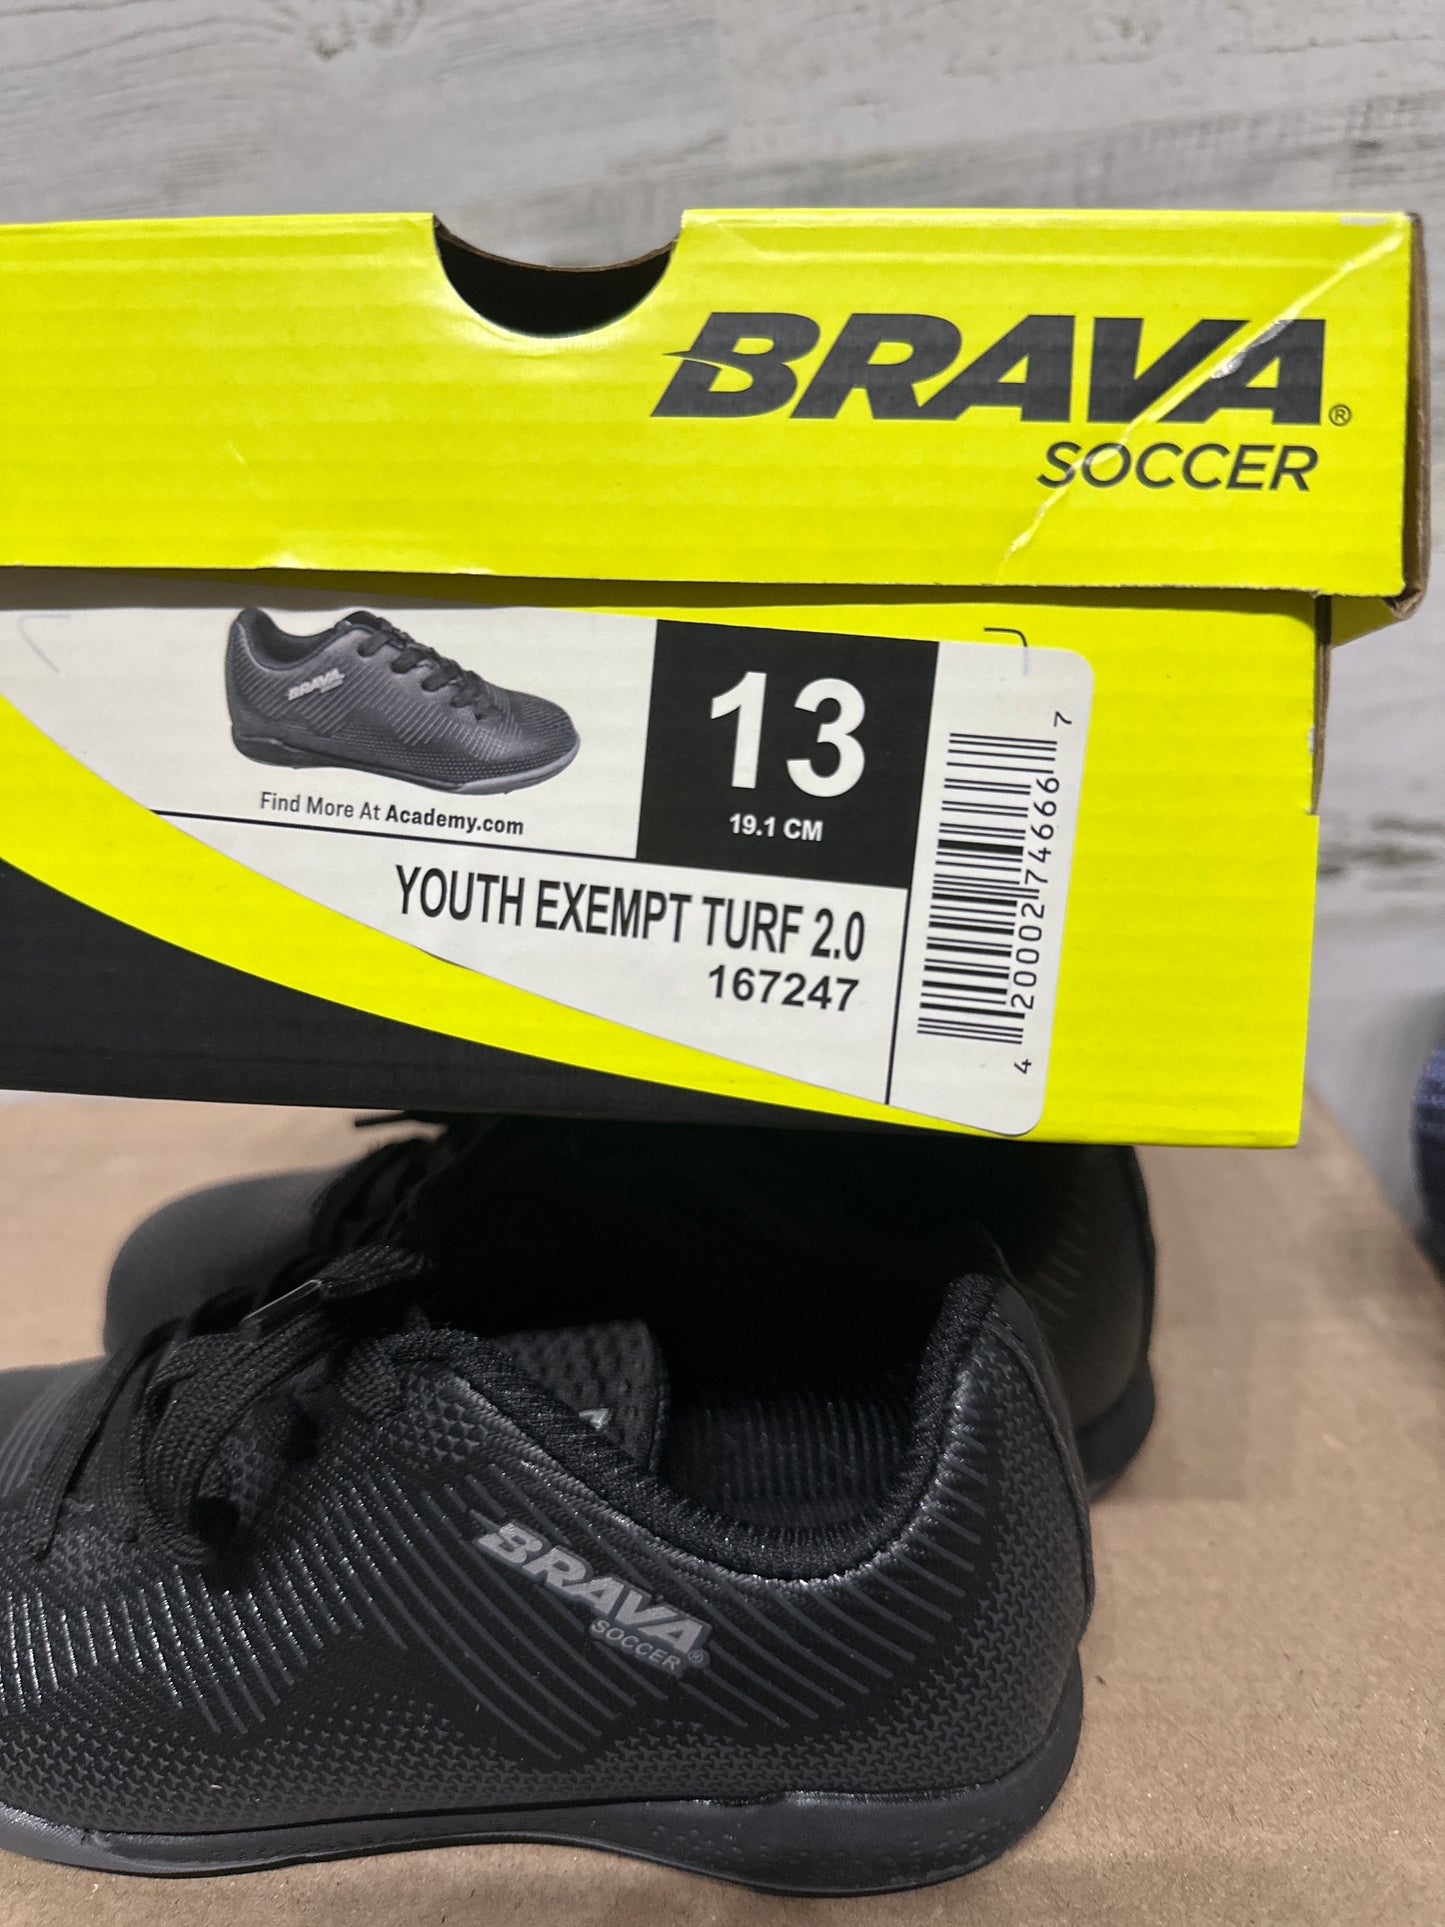 BRAVA®
SOCCER
BRAVA
13
19.1 CM
Find More At Academy.com
YOUTH EXEMPT TURF 2.0
167247
4 20002 74666 7
BRAVA
SOCCER®